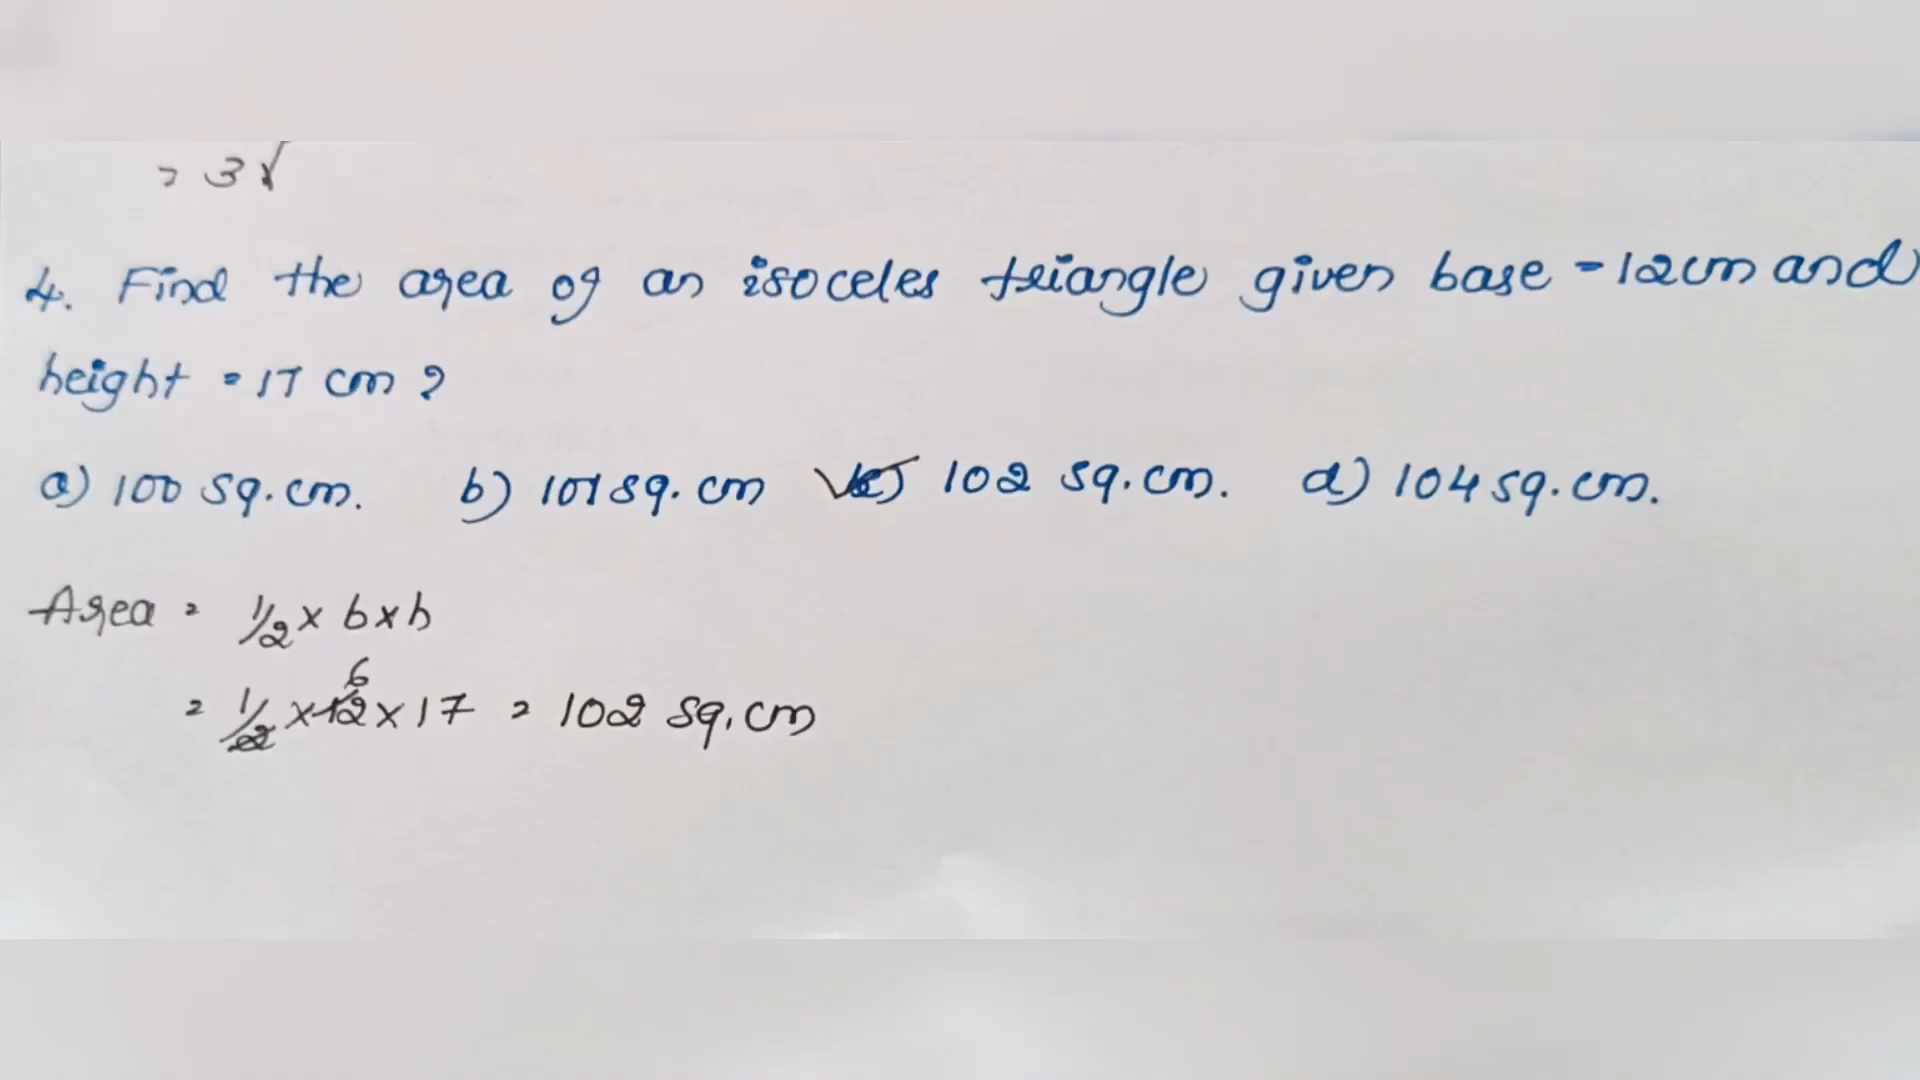 = 3√
4. Find the area of an isoceles triangle given base = 12cm and
height = 17 cm ?
a) 100 sq.cm. b) 101 sq.cm c) 102 sq.cm. d) 104 sq.cm.
Area = 1/2 × b×h
6
= 1/2 ×12×17 = 102 sq.cm